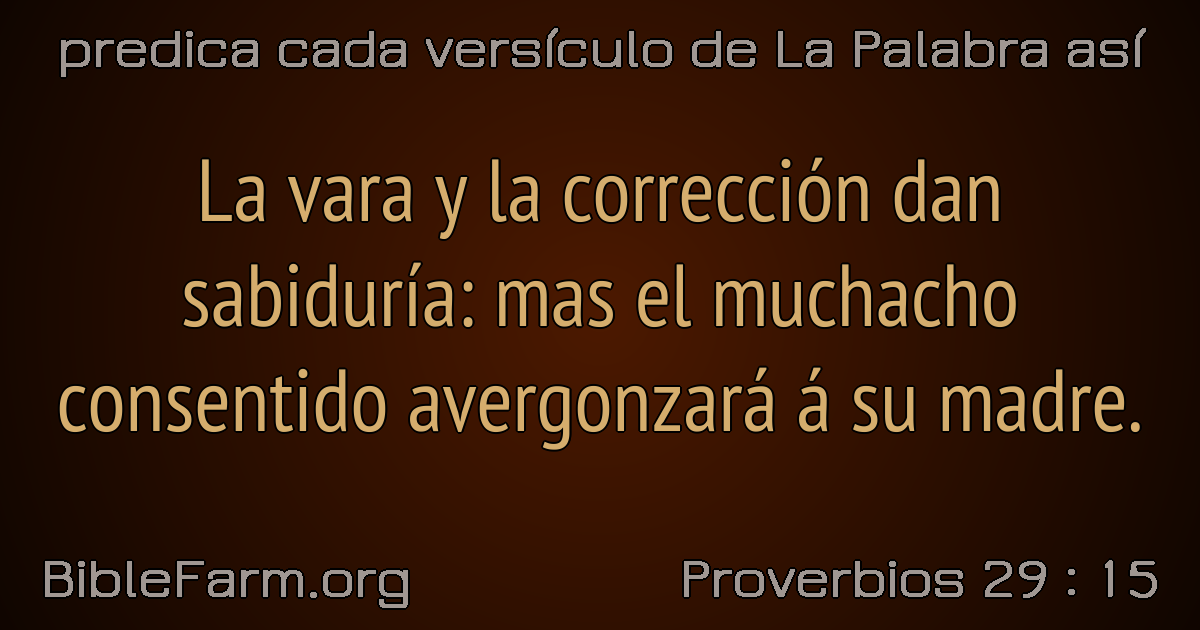 predica cada versículo de La Palabra así
La vara y la corrección dan
sabiduría: mas el muchacho
consentido avergonzará á su madre.
BibleFarm.org
Proverbios 29 : 15